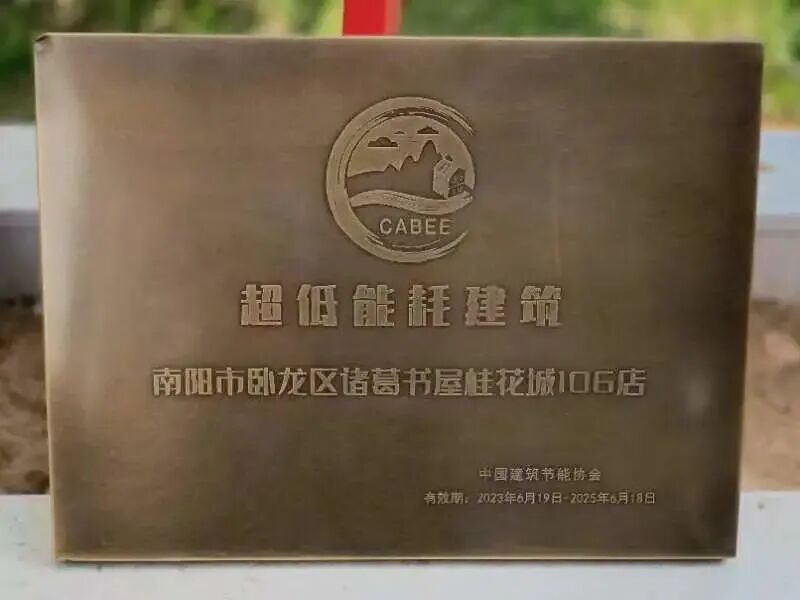 CABEE
超低能耗建筑
南阳市卧龙区诸葛书屋桂花城106店
中国建筑节能协会
有效期：2023年6月19日-2025年6月18日